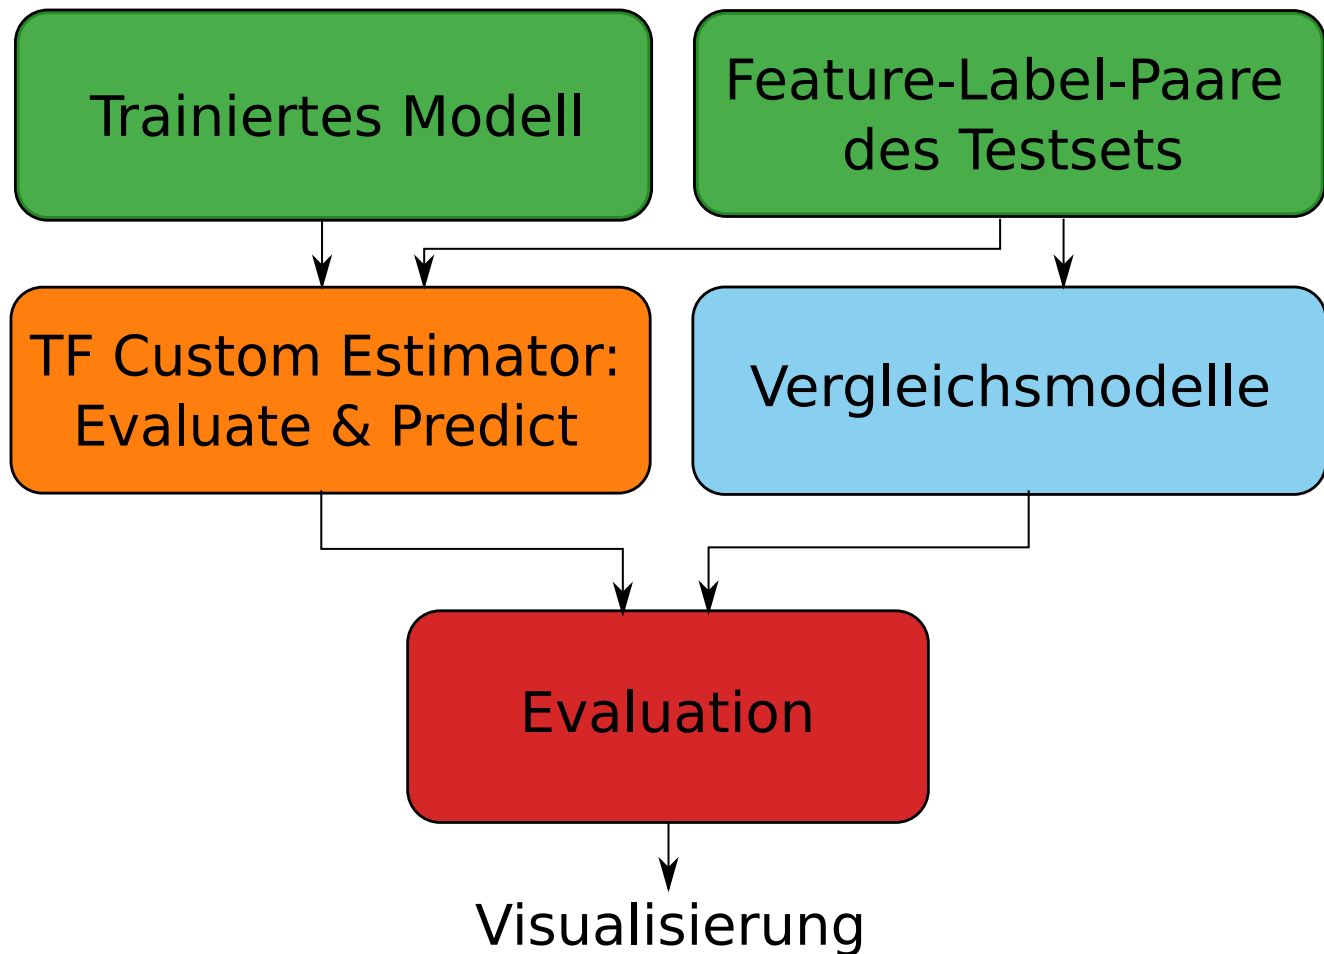 Trainiertes Modell
Feature-Label-Paare
des Testsets
TF Custom Estimator:
Evaluate & Predict
Vergleichsmodelle
Evaluation
Visualisierung